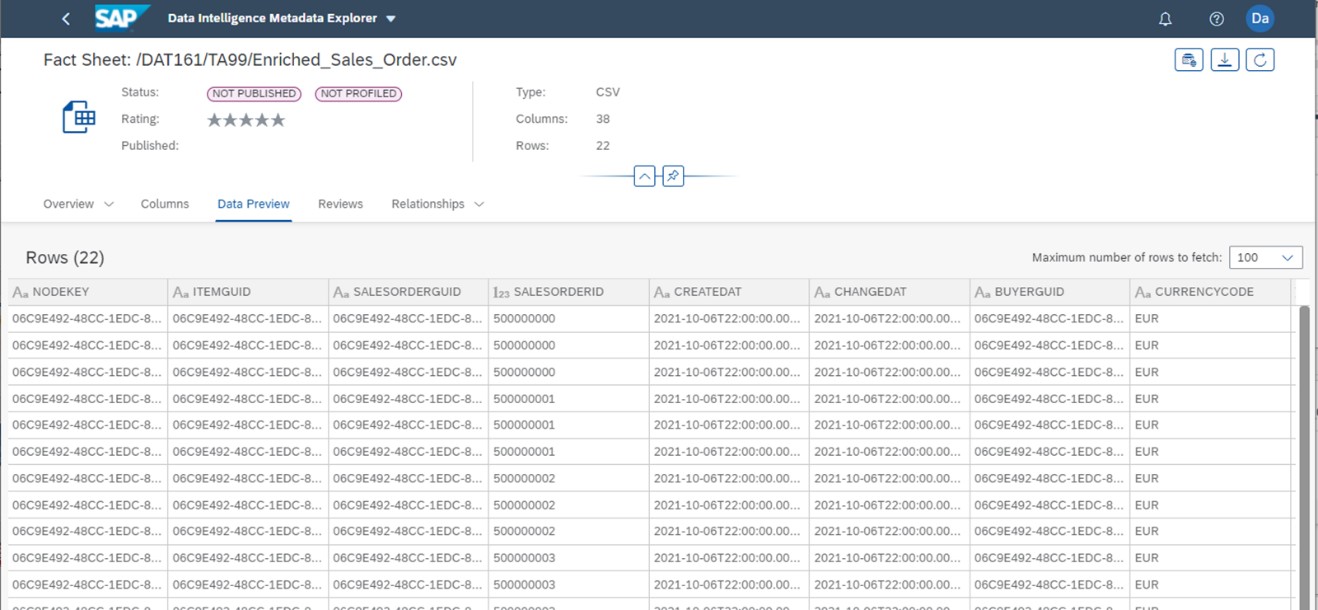 SAP Data Intelligence Metadata Explorer Da
Fact Sheet: /DAT161/TA99/Enriched_Sales_Order.csv
Status: NOT PUBLISHED NOT PROFILED Type: CSV
Rating: Columns: 38
Published: Rows: 22
Overview Columns Data Preview Reviews Relationships
Rows (22) Maximum number of rows to fetch: 100
Aa NODEKEY Aa ITEMGUID Aa SALESORDERGUID 123 SALESORDERID Aa CREATEDAT Aa CHANGEDAT Aa BUYERGUID Aa CURRENCYCODE
06C9E492-48CC-1EDC-8... 06C9E492-48CC-1EDC-8... 06C9E492-48CC-1EDC-8... 500000000 2021-10-06T22:00:00.00... 2021-10-06T22:00:00.00... 06C9E492-48CC-1EDC-8... EUR
06C9E492-48CC-1EDC-8... 06C9E492-48CC-1EDC-8... 06C9E492-48CC-1EDC-8... 500000000 2021-10-06T22:00:00.00... 2021-10-06T22:00:00.00... 06C9E492-48CC-1EDC-8... EUR
06C9E492-48CC-1EDC-8... 06C9E492-48CC-1EDC-8... 06C9E492-48CC-1EDC-8... 500000000 2021-10-06T22:00:00.00... 2021-10-06T22:00:00.00... 06C9E492-48CC-1EDC-8... EUR
06C9E492-48CC-1EDC-8... 06C9E492-48CC-1EDC-8... 06C9E492-48CC-1EDC-8... 500000001 2021-10-06T22:00:00.00... 2021-10-06T22:00:00.00... 06C9E492-48CC-1EDC-8... EUR
06C9E492-48CC-1EDC-8... 06C9E492-48CC-1EDC-8... 06C9E492-48CC-1EDC-8... 500000001 2021-10-06T22:00:00.00... 2021-10-06T22:00:00.00... 06C9E492-48CC-1EDC-8... EUR
06C9E492-48CC-1EDC-8... 06C9E492-48CC-1EDC-8... 06C9E492-48CC-1EDC-8... 500000001 2021-10-06T22:00:00.00... 2021-10-06T22:00:00.00... 06C9E492-48CC-1EDC-8... EUR
06C9E492-48CC-1EDC-8... 06C9E492-48CC-1EDC-8... 06C9E492-48CC-1EDC-8... 500000002 2021-10-06T22:00:00.00... 2021-10-06T22:00:00.00... 06C9E492-48CC-1EDC-8... EUR
06C9E492-48CC-1EDC-8... 06C9E492-48CC-1EDC-8... 06C9E492-48CC-1EDC-8... 500000002 2021-10-06T22:00:00.00... 2021-10-06T22:00:00.00... 06C9E492-48CC-1EDC-8... EUR
06C9E492-48CC-1EDC-8... 06C9E492-48CC-1EDC-8... 06C9E492-48CC-1EDC-8... 500000002 2021-10-06T22:00:00.00... 2021-10-06T22:00:00.00... 06C9E492-48CC-1EDC-8... EUR
06C9E492-48CC-1EDC-8... 06C9E492-48CC-1EDC-8... 06C9E492-48CC-1EDC-8... 500000003 2021-10-06T22:00:00.00... 2021-10-06T22:00:00.00... 06C9E492-48CC-1EDC-8... EUR
06C9E492-48CC-1EDC-8... 06C9E492-48CC-1EDC-8... 06C9E492-48CC-1EDC-8... 500000003 2021-10-06T22:00:00.00... 2021-10-06T22:00:00.00... 06C9E492-48CC-1EDC-8... EUR